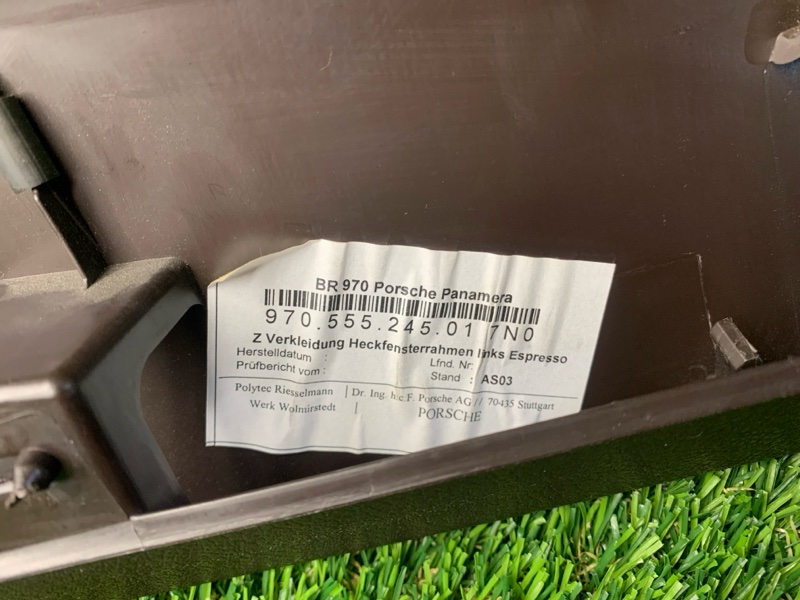 BR 970 Porsche Panamera
970.555.245.01 7N0
Z Verkleidung Heckfensterrahmen links Espresso
Herstelldatum :
Lfnd. Nr:
Prüfbericht vom :
Stand : AS03
Polytec Riesselmann | Dr. Ing. h.c F. Porsche AG // 70435 Stuttgart
Werk Wolmirstedt | PORSCHE